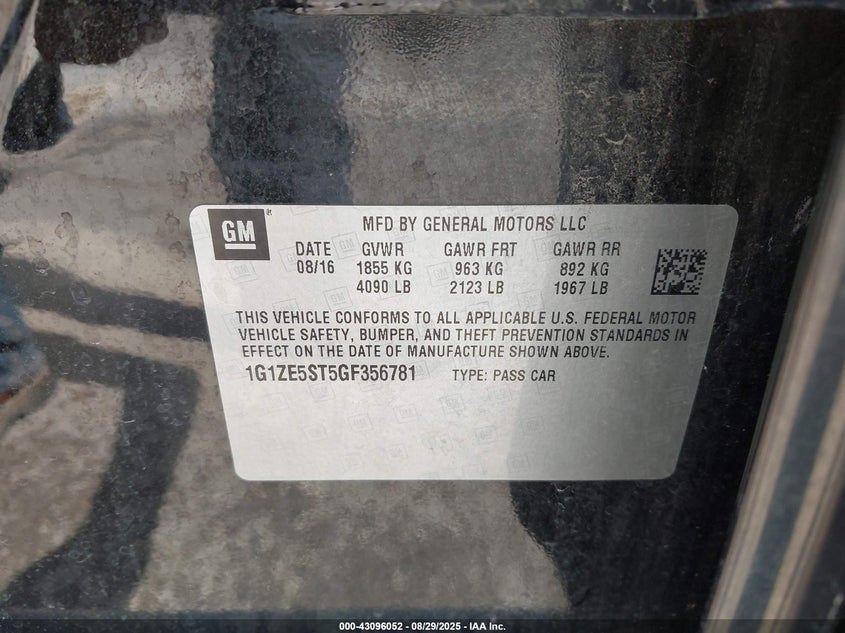 GM ®
MFD BY GENERAL MOTORS LLC
DATE GVWR GAWR FRT GAWR RR
08/16 1855 KG 963 KG 892 KG
4090 LB 2123 LB 1967 LB
THIS VEHICLE CONFORMS TO ALL APPLICABLE U.S. FEDERAL MOTOR
VEHICLE SAFETY, BUMPER, AND THEFT PREVENTION STANDARDS IN
EFFECT ON THE DATE OF MANUFACTURE SHOWN ABOVE.
1G1ZE5ST5GF356781 TYPE: PASS CAR
000-43096052 - 08/29/2025 - IAA Inc.